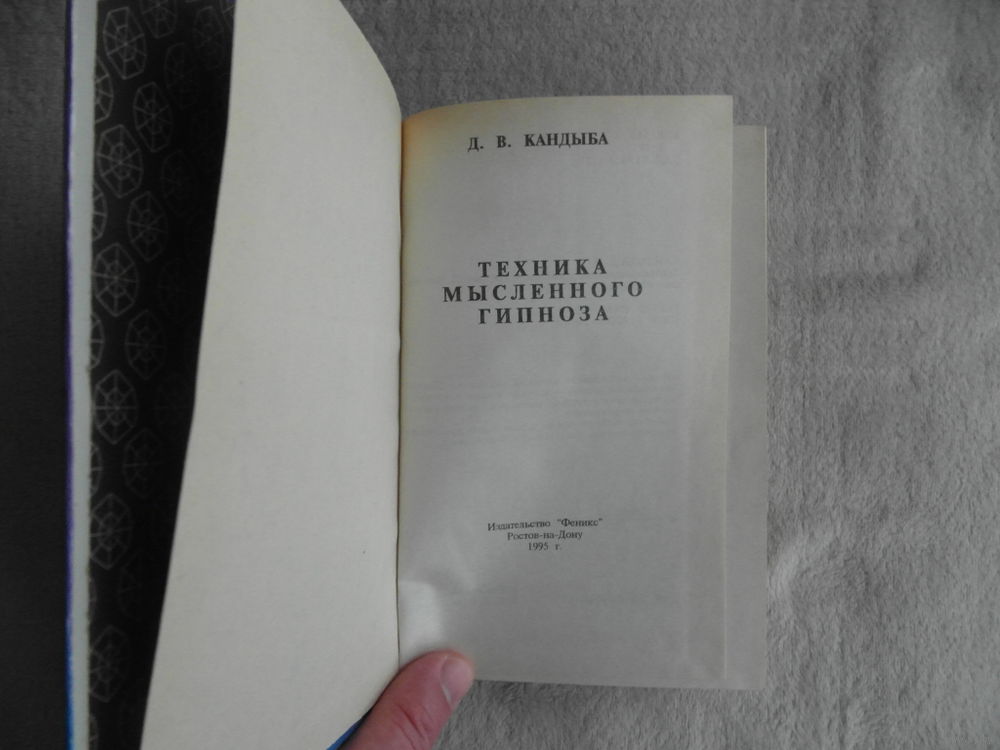 Д. В. КАНДЫБА
ТЕХНИКА
МЫСЛЕННОГО
ГИПНОЗА
Издательство "Феникс"
Ростов-на-Дону
1995 г.